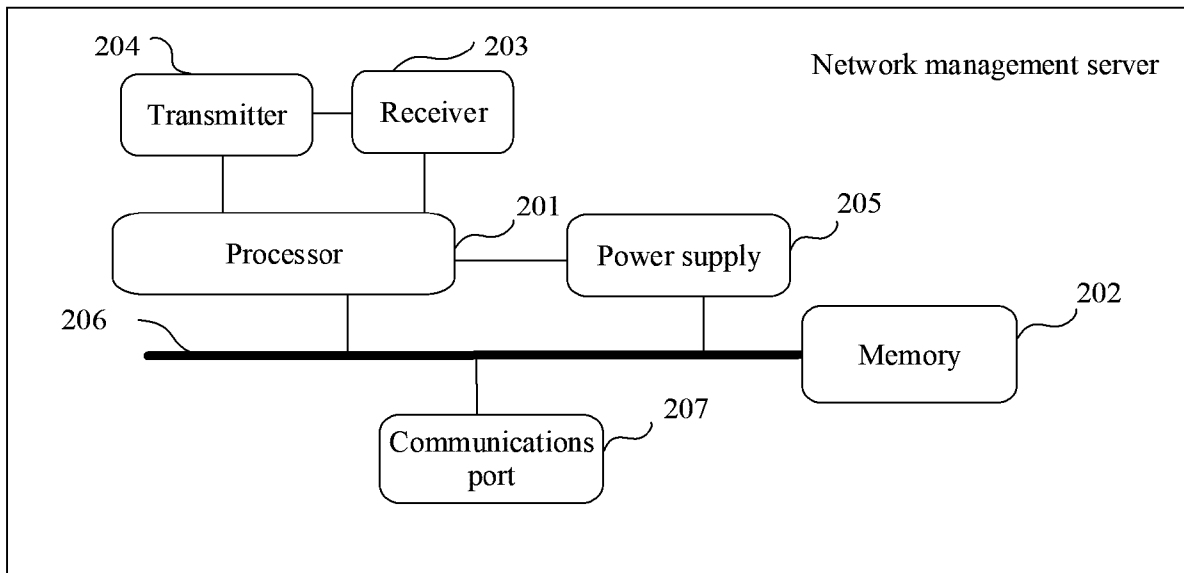 204
203
Network management server
Transmitter
Receiver
201
205
Processor
Power supply
202
206
Memory
207
Communications
port